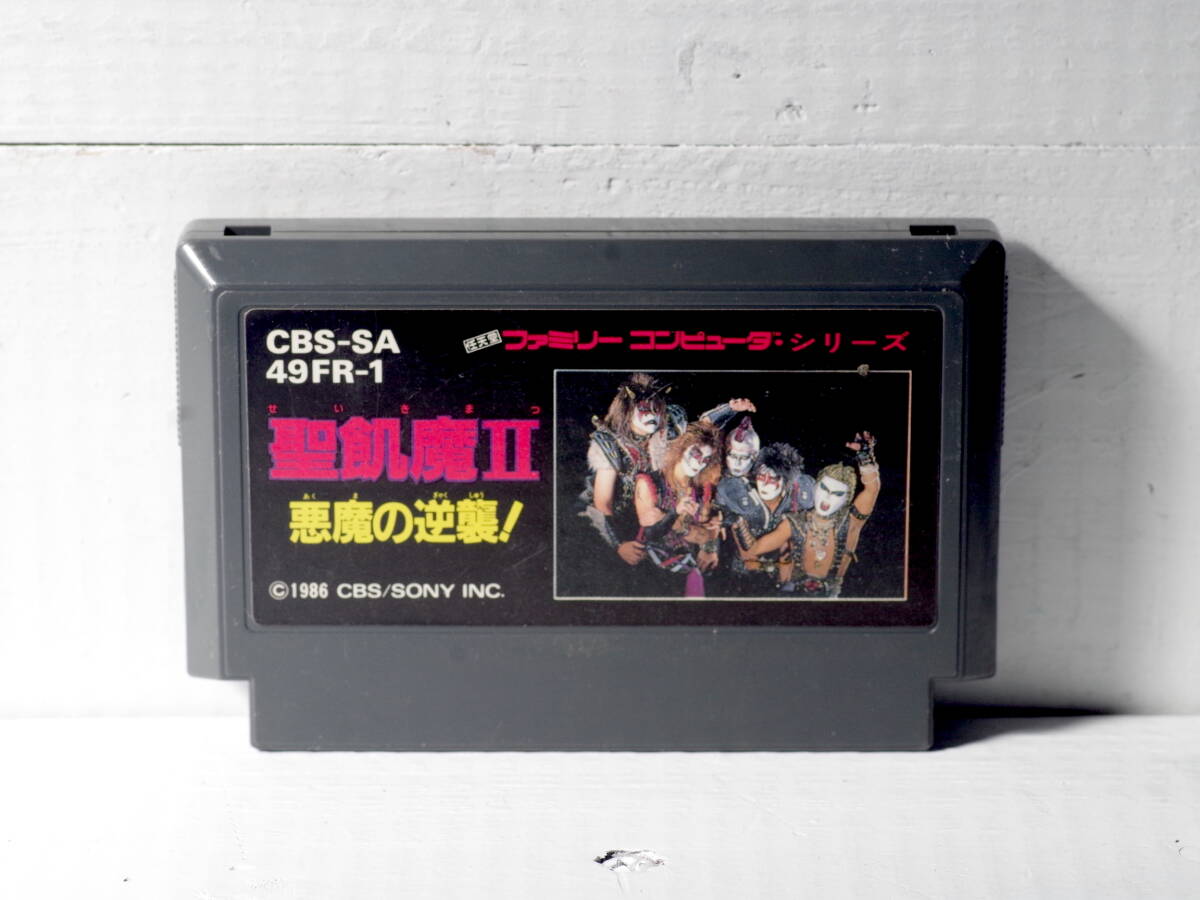 CBS-SA
49FR-1
任天堂 ファミリー コンピュータ・シリーズ
せいきまつ
聖飢魔II
あくま ぎゃくしゅう
悪魔の逆襲!
©1986 CBS/SONY INC.